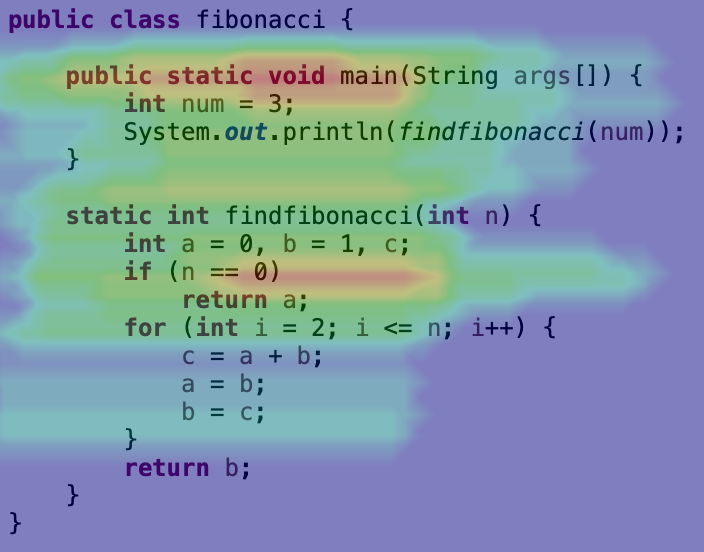 public class fibonacci {
public static void main(String args[]) {
int num = 3;
System.out.println(findfibonacci(num));
}
static int findfibonacci(int n) {
int a = 0, b = 1, c;
if (n == 0)
return a;
for (int i = 2; i <= n; i++) {
c = a + b;
a = b;
b = c;
}
return b;
}
}